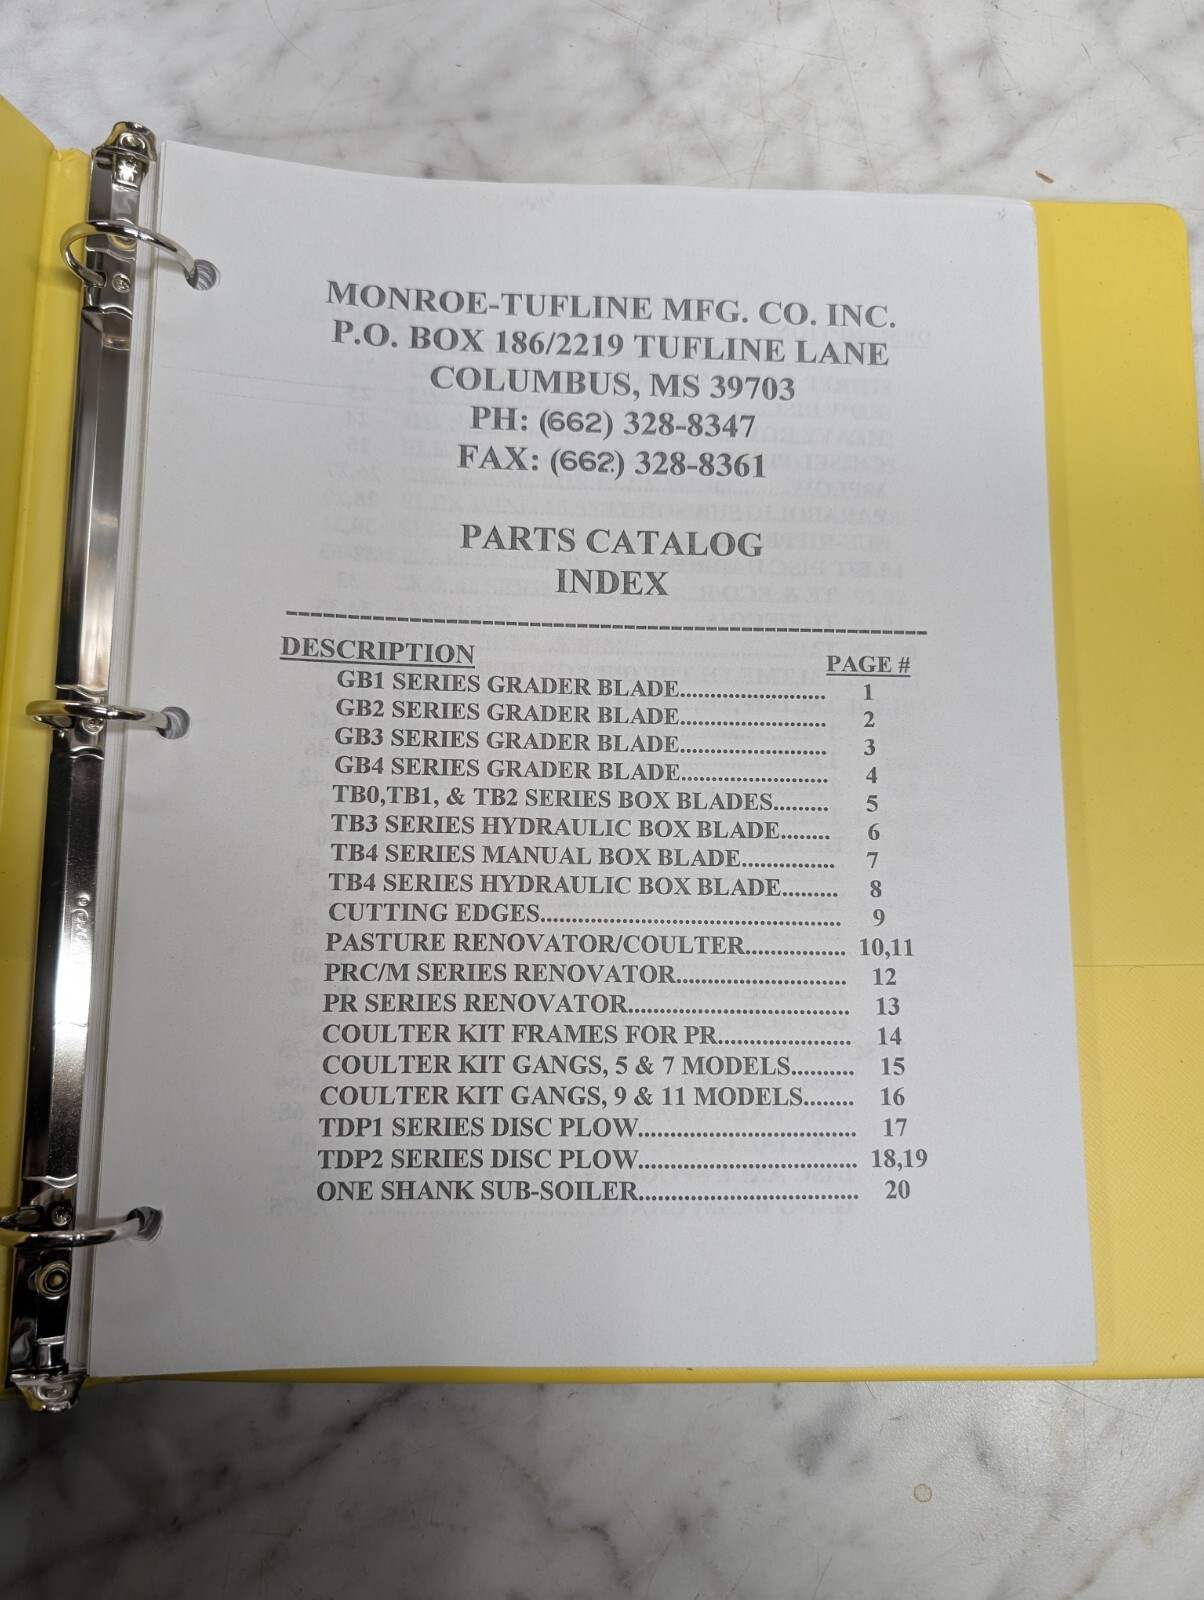 MONROE-TUFLINE MFG. CO. INC.
P.O. BOX 186/2219 TUFLINE LANE
COLUMBUS, MS 39703
PH: (662) 328-8347
FAX: (662) 328-8361
PARTS CATALOG
INDEX
--------------------------------------------------------------
DESCRIPTION PAGE #
GB1 SERIES GRADER BLADE........................ 1
GB2 SERIES GRADER BLADE........................ 2
GB3 SERIES GRADER BLADE........................ 3
GB4 SERIES GRADER BLADE........................ 4
TB0,TB1, & TB2 SERIES BOX BLADES......... 5
TB3 SERIES HYDRAULIC BOX BLADE........ 6
TB4 SERIES MANUAL BOX BLADE............... 7
TB4 SERIES HYDRAULIC BOX BLADE......... 8
CUTTING EDGES.................................................. 9
PASTURE RENOVATOR/COULTER................ 10,11
PRC/M SERIES RENOVATOR............................ 12
PR SERIES RENOVATOR..................................... 13
COULTER KIT FRAMES FOR PR...................... 14
COULTER KIT GANGS, 5 & 7 MODELS.......... 15
COULTER KIT GANGS, 9 & 11 MODELS........ 16
TDP1 SERIES DISC PLOW.................................... 17
TDP2 SERIES DISC PLOW.................................... 18,19
ONE SHANK SUB-SOILER.................................... 20